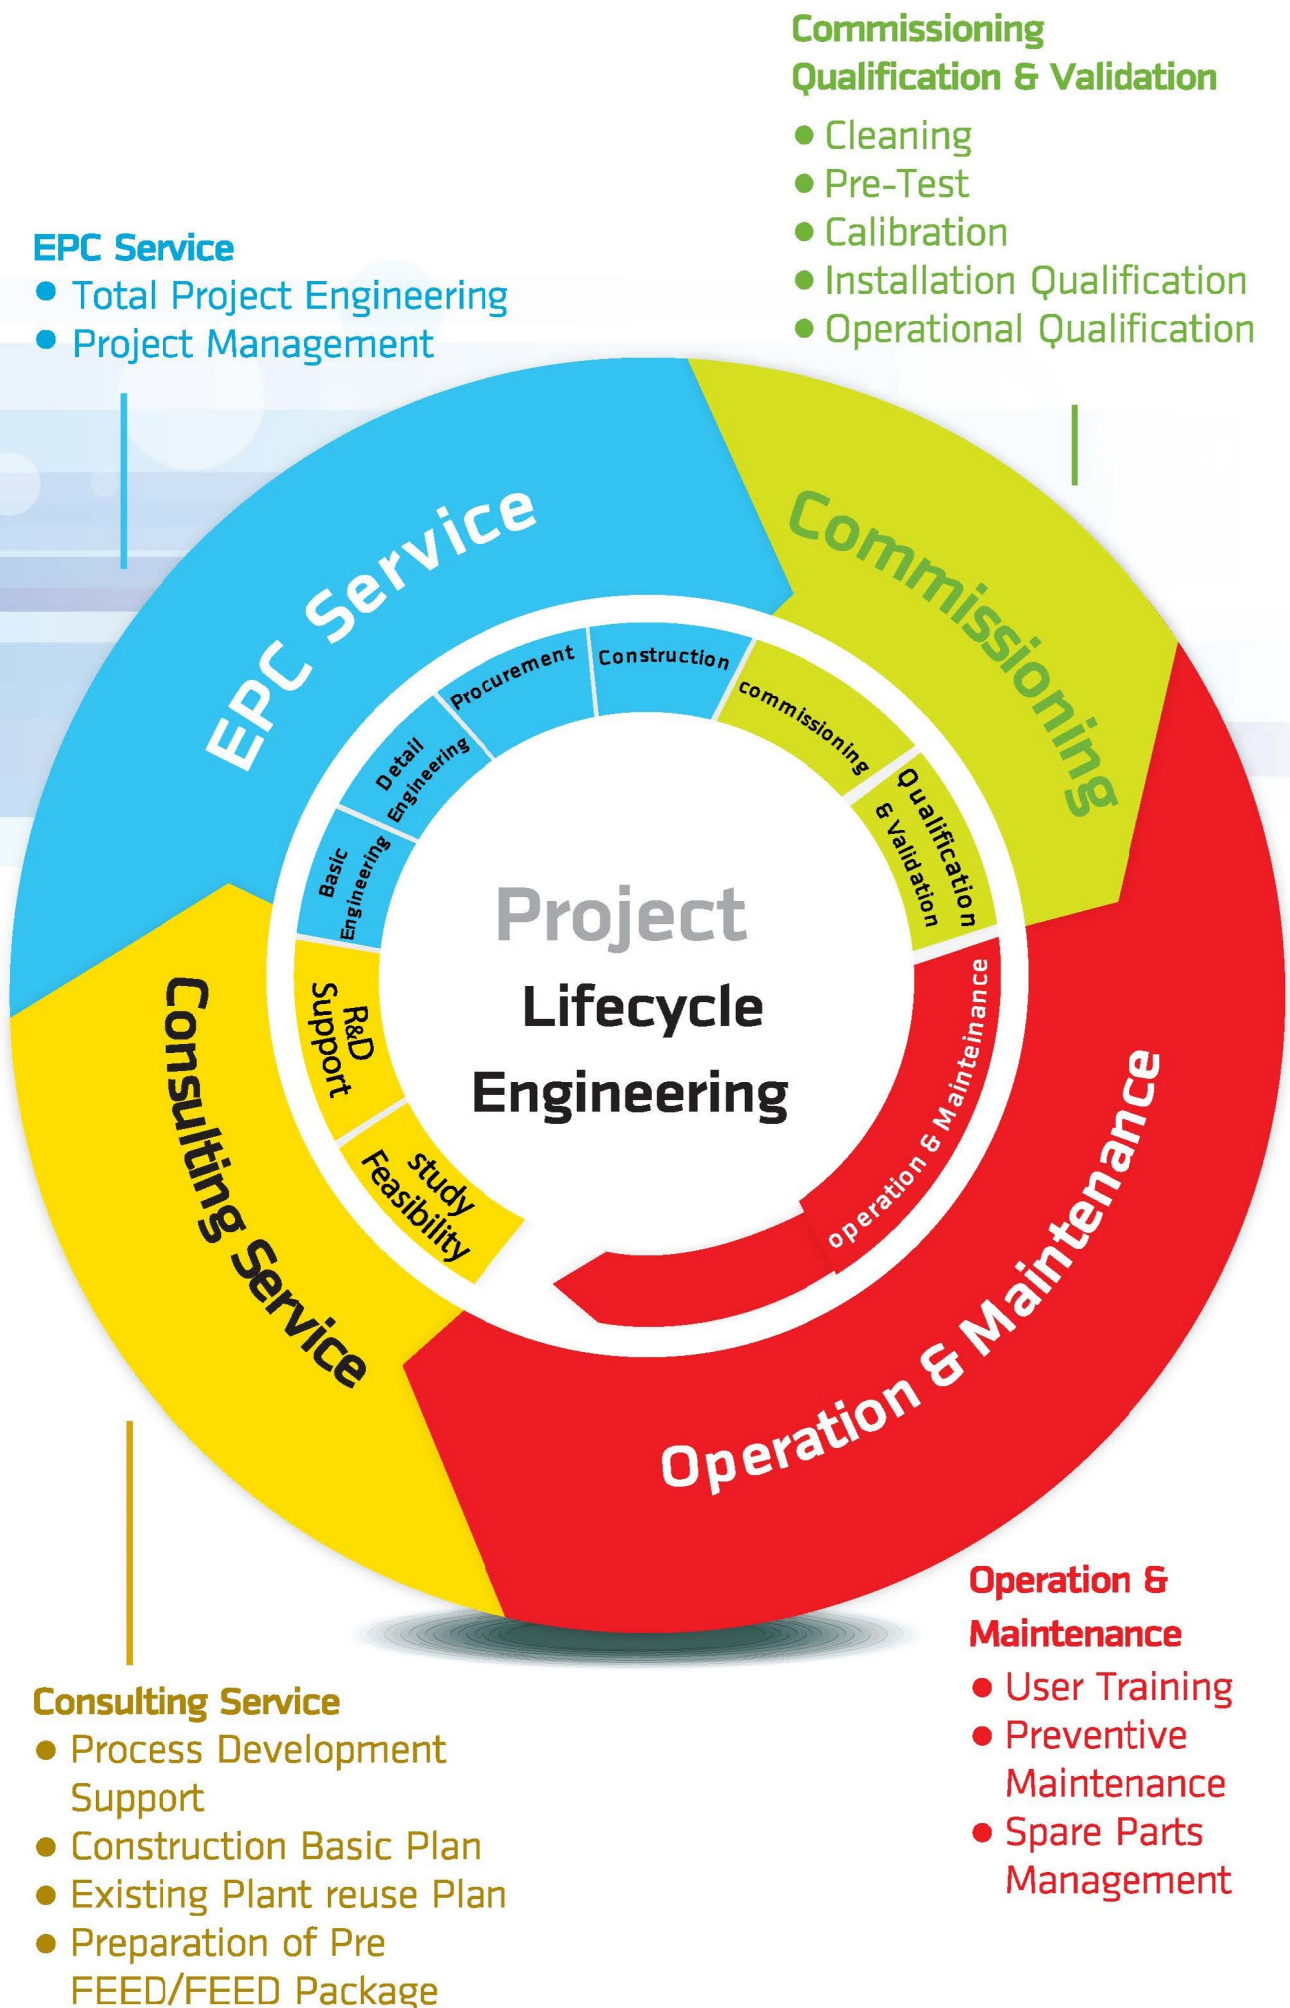 Commissioning
Qualification & Validation
• Cleaning
• Pre-Test
• Calibration
• Installation Qualification
• Operational Qualification
EPC Service
• Total Project Engineering
• Project Management
EPC Service
Commissioning
Operation & Maintenance
Consulting Service
Basic
Engineering
Detail
Engineering
Procurement
Construction
commissioning
Qualification
& Validation
operation & Mainteinance
R&D
Support
study
Feasibility
Project
Lifecycle
Engineering
Operation &
Maintenance
• User Training
• Preventive
Maintenance
• Spare Parts
Management
Consulting Service
• Process Development
Support
• Construction Basic Plan
• Existing Plant reuse Plan
• Preparation of Pre
FEED/FEED Package